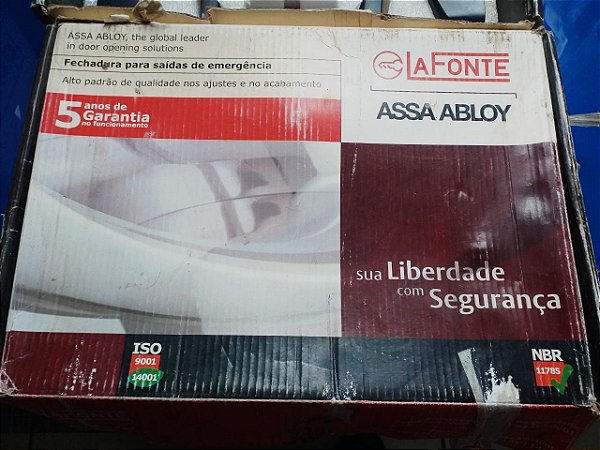 ASSA ABLOY, the global leader
in door opening solutions
Fechadura para saídas de emergência
Alto padrão de qualidade nos ajustes e no acabamento
5 anos de
Garantia
no funcionamento
LAFONTE
ASSA ABLOY
sua Liberdade
com Segurança
ISO
9001
14001
NBR
11785